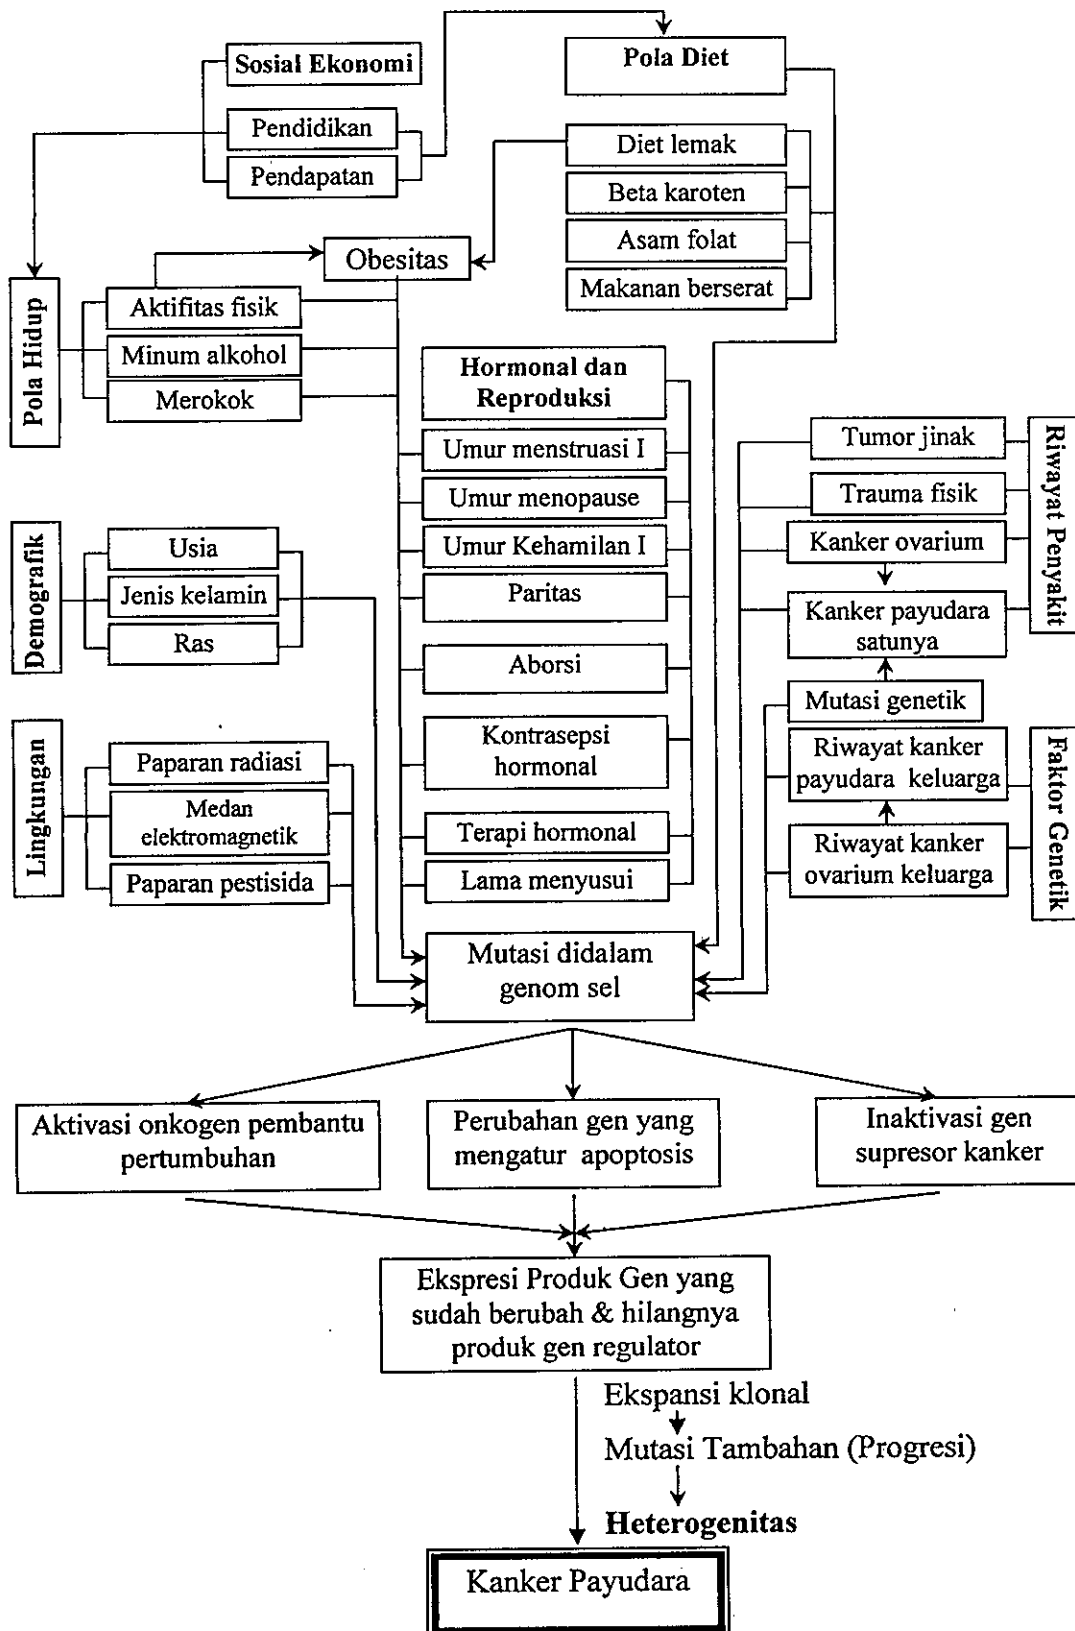 Sosial Ekonomi
Pendidikan
Pendapatan
Pola Diet
Diet lemak
Beta karoten
Asam folat
Makanan berserat
Obesitas
Pola Hidup
Aktifitas fisik
Minum alkohol
Merokok
Hormonal dan
Reproduksi
Umur menstruasi I
Umur menopause
Umur Kehamilan I
Paritas
Aborsi
Kontrasepsi
hormonal
Terapi hormonal
Lama menyusui
Demografik
Usia
Jenis kelamin
Ras
Lingkungan
Paparan radiasi
Medan
elektromagnetik
Paparan pestisida
Riwayat Penyakit
Tumor jinak
Trauma fisik
Kanker ovarium
Kanker payudara
satunya
Mutasi genetik
Faktor Genetik
Riwayat kanker
payudara keluarga
Riwayat kanker
ovarium keluarga
Mutasi didalam
genom sel
Aktivasi onkogen pembantu
pertumbuhan
Perubahan gen yang
mengatur apoptosis
Inaktivasi gen
supresor kanker
Ekspresi Produk Gen yang
sudah berubah & hilangnya
produk gen regulator
Ekspansi klonal
Mutasi Tambahan (Progresi)
Heterogenitas
Kanker Payudara